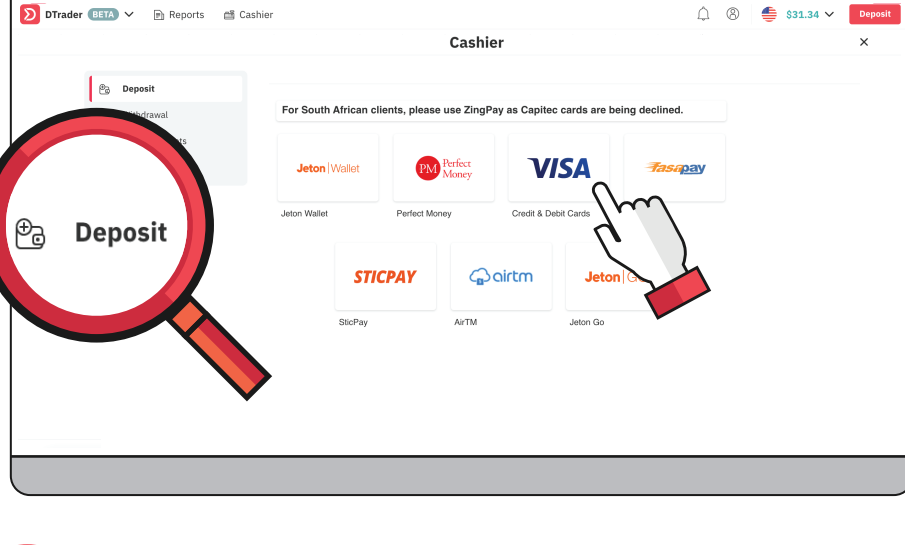 DTrader BETA Reports Cashier $31.34 Deposit
Cashier
Deposit
For South African clients, please use ZingPay as Capitec cards are being declined.
Jeton Wallet PM Perfect Money VISA Fasapay
Jeton Wallet Perfect Money Credit & Debit Cards
Deposit
STICPAY airtm Jeton
SticPay AirTM Jeton Go